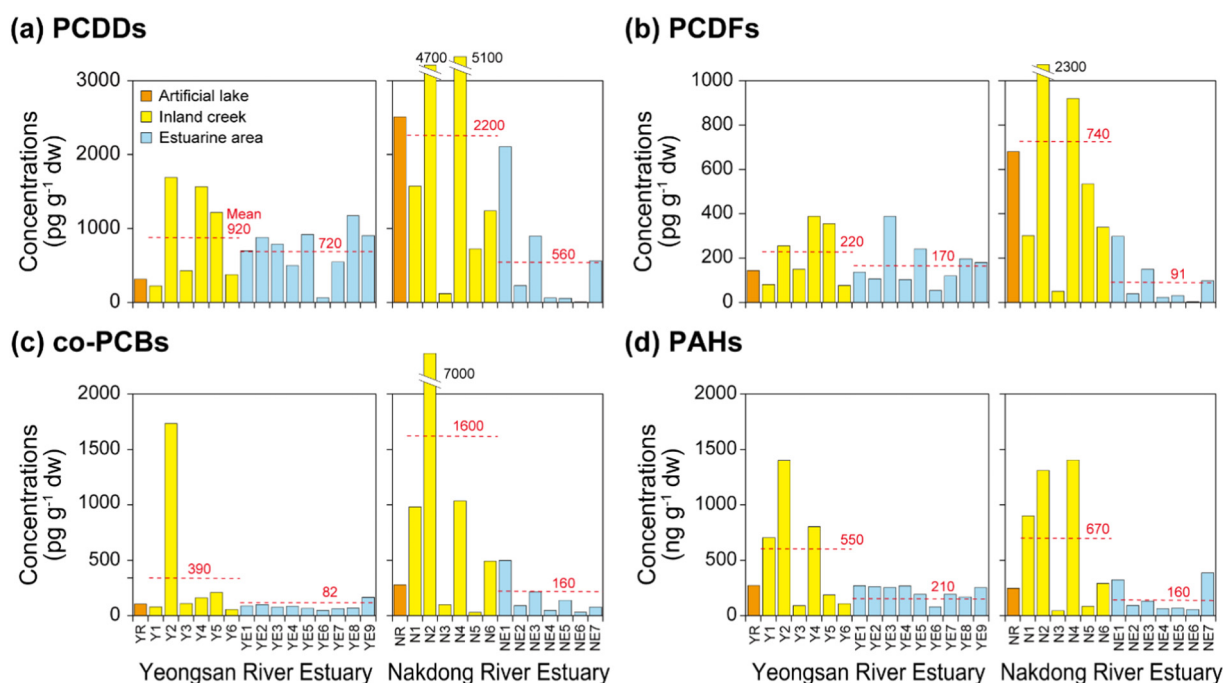 (a) PCDDs
Concentrations
(pg g⁻¹ dw)
3000
2000
1000
0
Artificial lake
Inland creek
Estuarine area
Mean
920
720
4700
5100
2200
560
(b) PCDFs
Concentrations
(pg g⁻¹ dw)
1000
800
600
400
200
0
220
170
2300
740
91
(c) co-PCBs
Concentrations
(pg g⁻¹ dw)
2000
1500
1000
500
0
390
82
7000
1600
160
YR Y1 Y2 Y3 Y4 Y5 Y6 YE1 YE2 YE3 YE4 YE5 YE6 YE7 YE8 YE9
NR N1 N2 N3 N4 N5 N6 NE1 NE2 NE3 NE4 NE5 NE6 NE7
Yeongsan River Estuary
Nakdong River Estuary
(d) PAHs
Concentrations
(ng g⁻¹ dw)
2000
1500
1000
500
0
550
210
670
160
YR Y1 Y2 Y3 Y4 Y5 Y6 YE1 YE2 YE3 YE4 YE5 YE6 YE7 YE8 YE9
NR N1 N2 N3 N4 N5 N6 NE1 NE2 NE3 NE4 NE5 NE6 NE7
Yeongsan River Estuary
Nakdong River Estuary